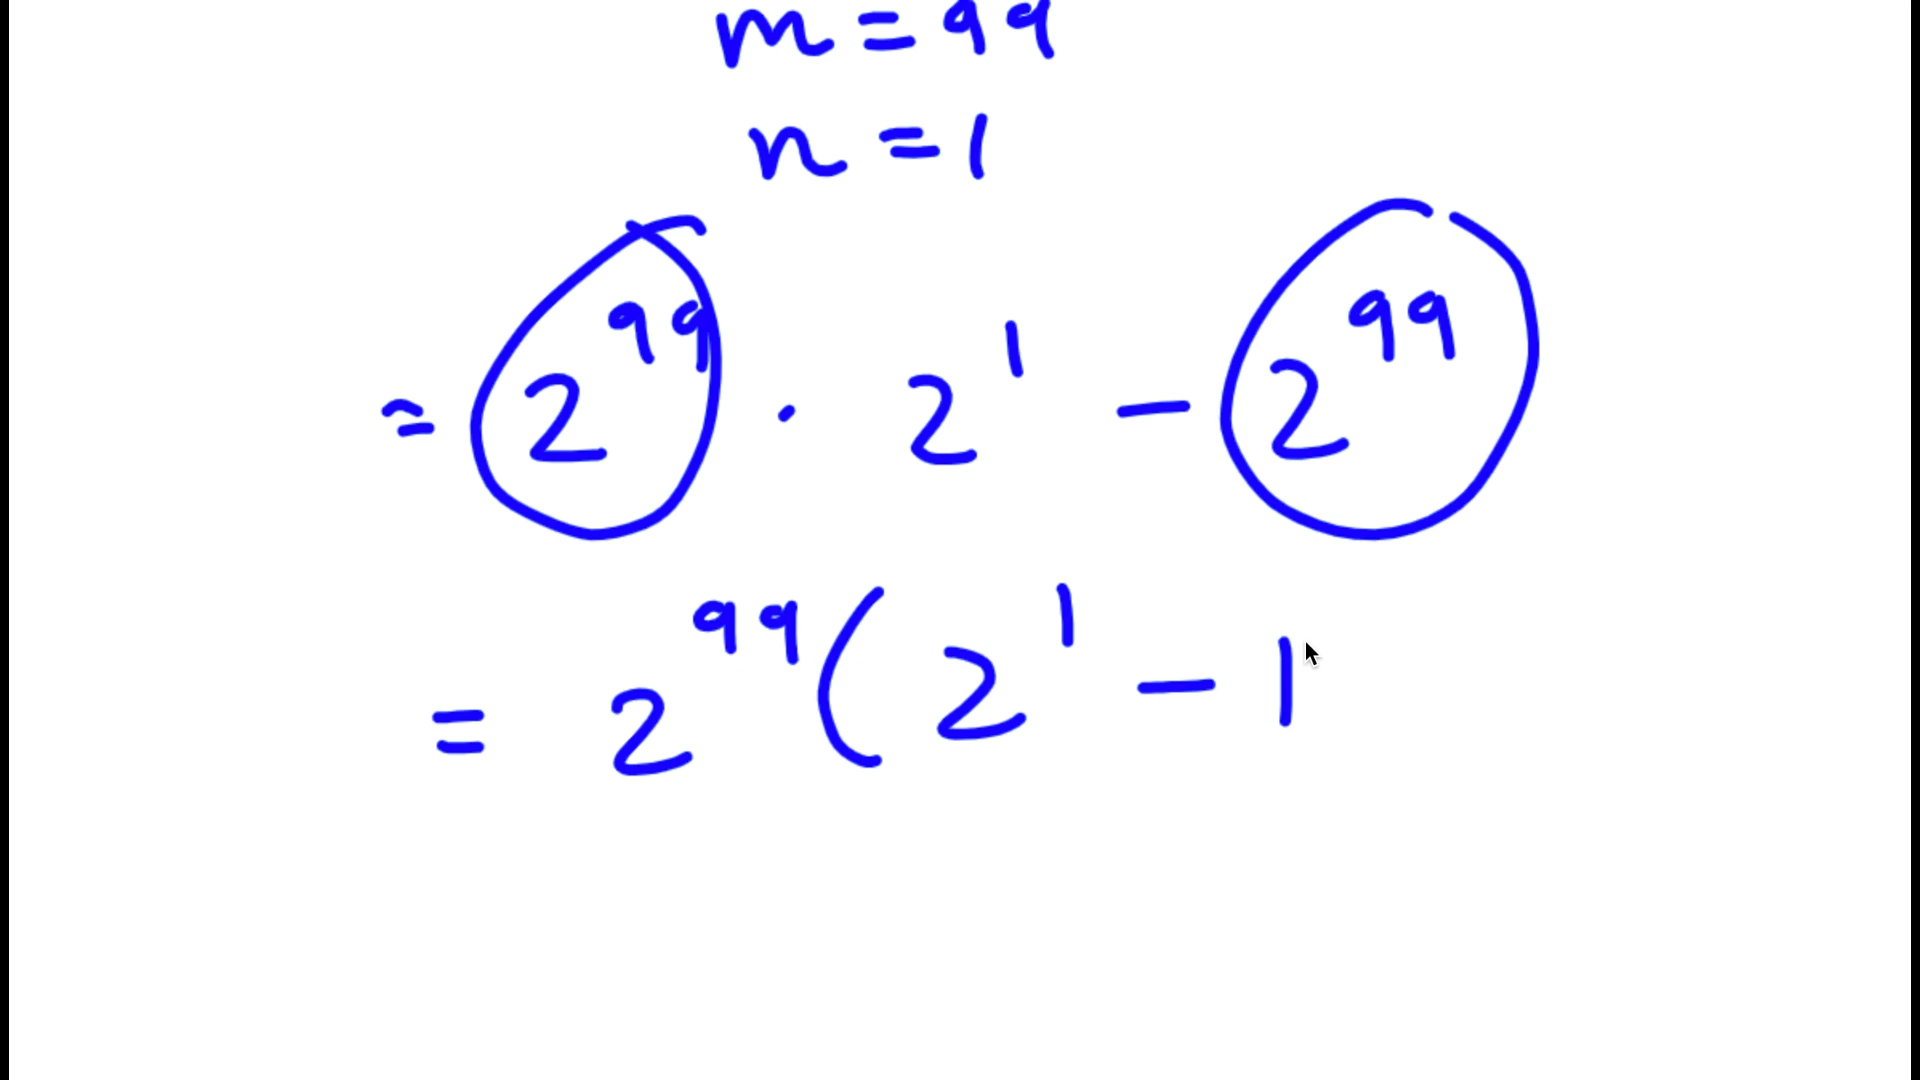 m = 99
n = 1
= 2^99 · 2^1 - 2^99
= 2^99 ( 2^1 - 1